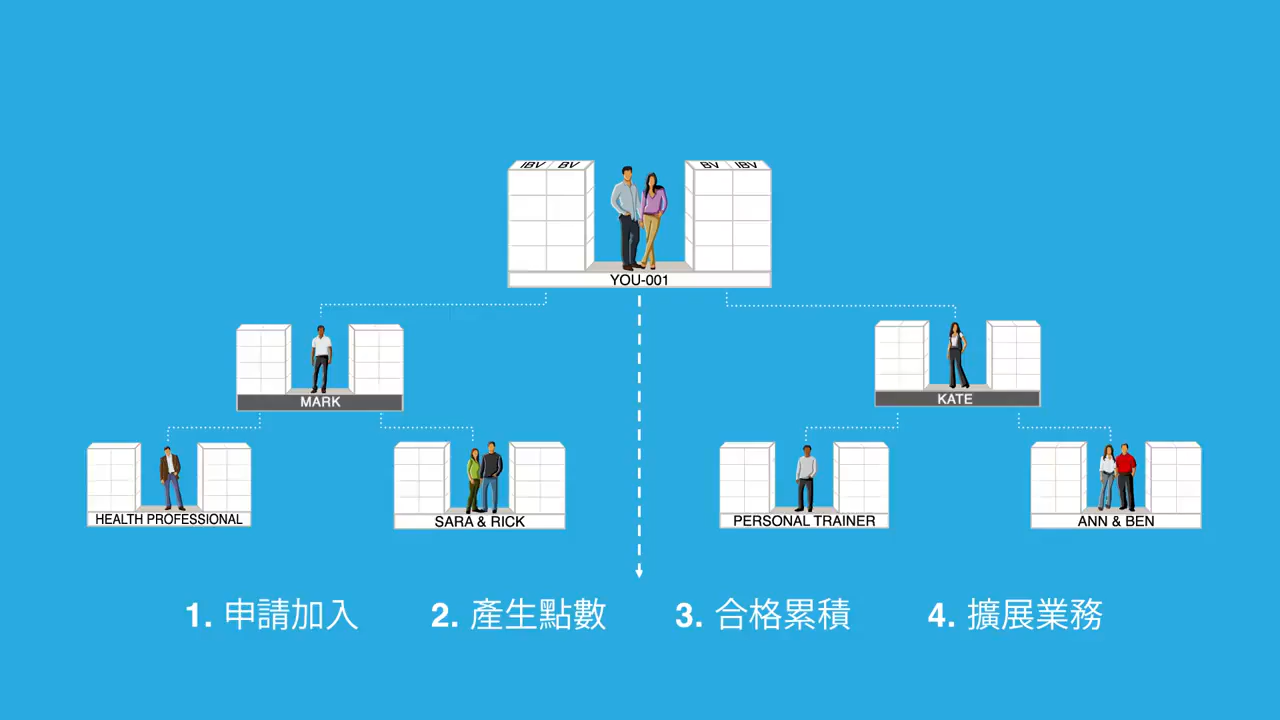 IBV BV BV IBV
YOU-001
MARK
KATE
HEALTH PROFESSIONAL
SARA & RICK
PERSONAL TRAINER
ANN & BEN
1. 申請加入
2. 產生點數
3. 合格累積
4. 擴展業務